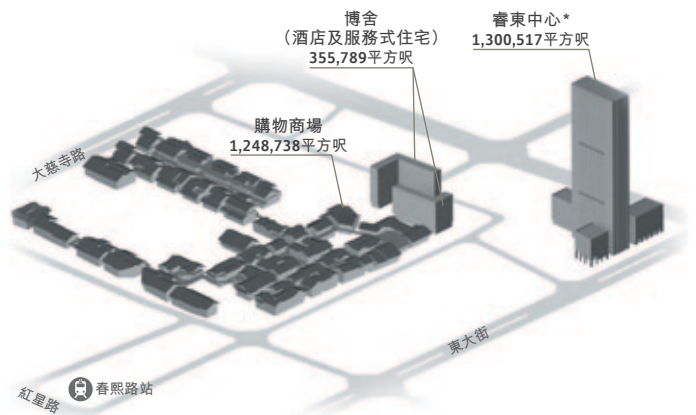 博舍
（酒店及服務式住宅）
355,789平方呎
睿東中心*
1,300,517平方呎
購物商場
1,248,738平方呎
大慈寺路
東大街
紅星路
春熙路站